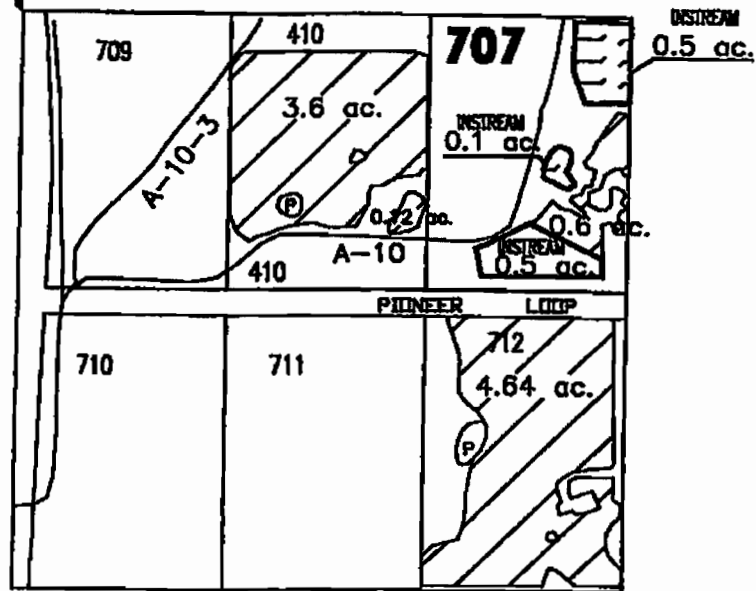 INSTREAM
0.5 ac.
709
410
707
3.6 ac.
A-10-3
INSTREAM
0.1 ac.
P
0.12 ac.
0.6 ac.
A-10
INSTREAM
0.5 ac.
410
PIONEER LOOP
710
711
712
4.64 ac.
P